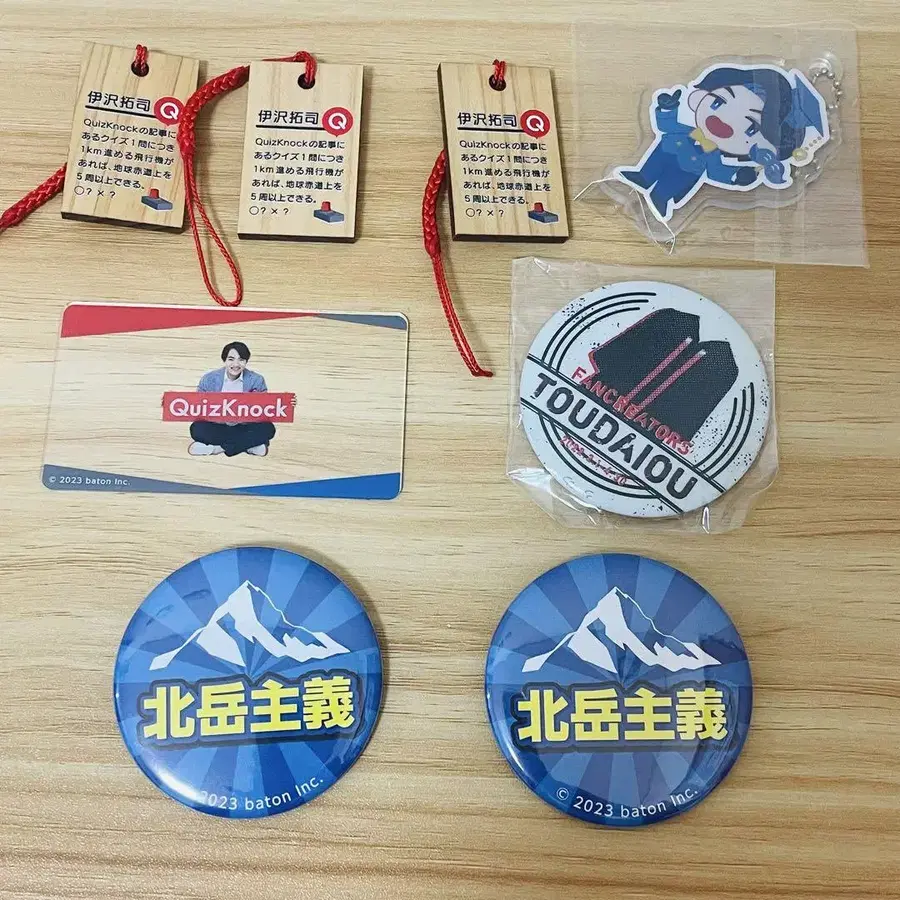 伊沢拓司
Q
QuizKnockの記事に
あるクイズ1問につき
1km進める飛行機が
あれば、地球赤道上を
5周以上できる。
○?×?
伊沢拓司
Q
QuizKnockの記事に
あるクイズ1問につき
1km進める飛行機が
あれば、地球赤道上を
5周以上できる。
○?×?
伊沢拓司
Q
QuizKnockの記事に
あるクイズ1問につき
1km進める飛行機が
あれば、地球赤道上を
5周以上できる。
○?×?
QuizKnock
© 2023 baton Inc.
FANCREATORS
TOUDAIOU
北岳主義
2023 baton Inc.
北岳主義
© 2023 baton Inc.